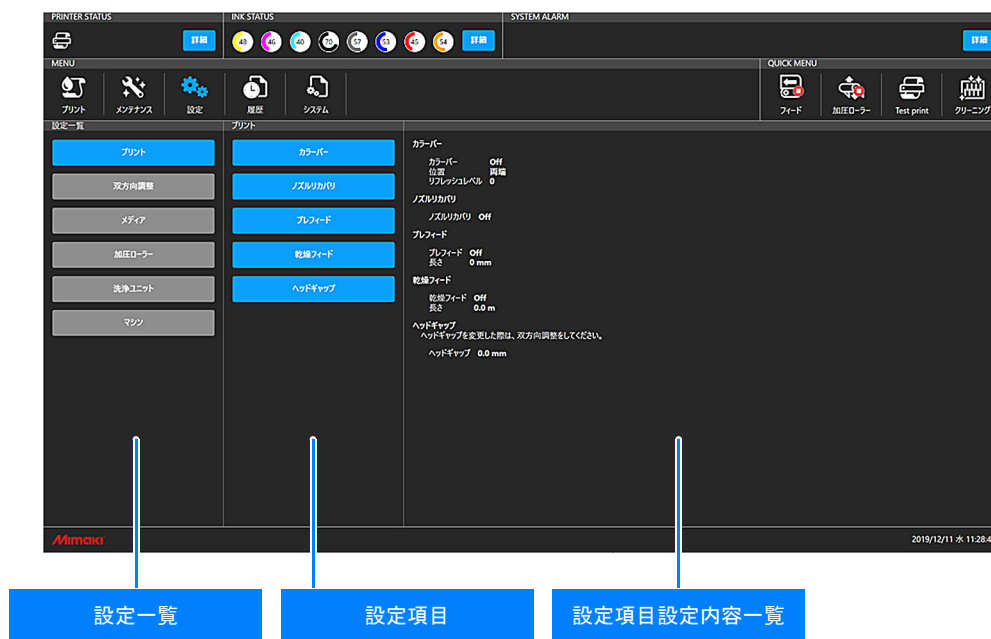 PRINTER STATUS
INK STATUS
SYSTEM ALARM
詳細
48 46 40 70 57 53 45 54
詳細
詳細
MENU
QUICK MENU
プリント
メンテナンス
設定
履歴
システム
フィード
加圧ローラー
Test print
クリーニング
設定一覧
プリント
双方向調整
メディア
加圧ローラー
洗浄ユニット
マシン
プリント
カラーバー
ノズルリカバリ
プレフィード
乾燥フィード
ヘッドギャップ
カラーバー
カラーバー Off
位置 両端
リフレッシュレベル 0
ノズルリカバリ
ノズルリカバリ Off
プレフィード
プレフィード Off
長さ 0 mm
乾燥フィード
乾燥フィード Off
長さ 0.0 m
ヘッドギャップ
ヘッドギャップを変更した際は、双方向調整をしてください。
ヘッドギャップ 0.0 mm
Mimaki
2019/12/11 水 11:28:4
設定一覧
設定項目
設定項目設定内容一覧